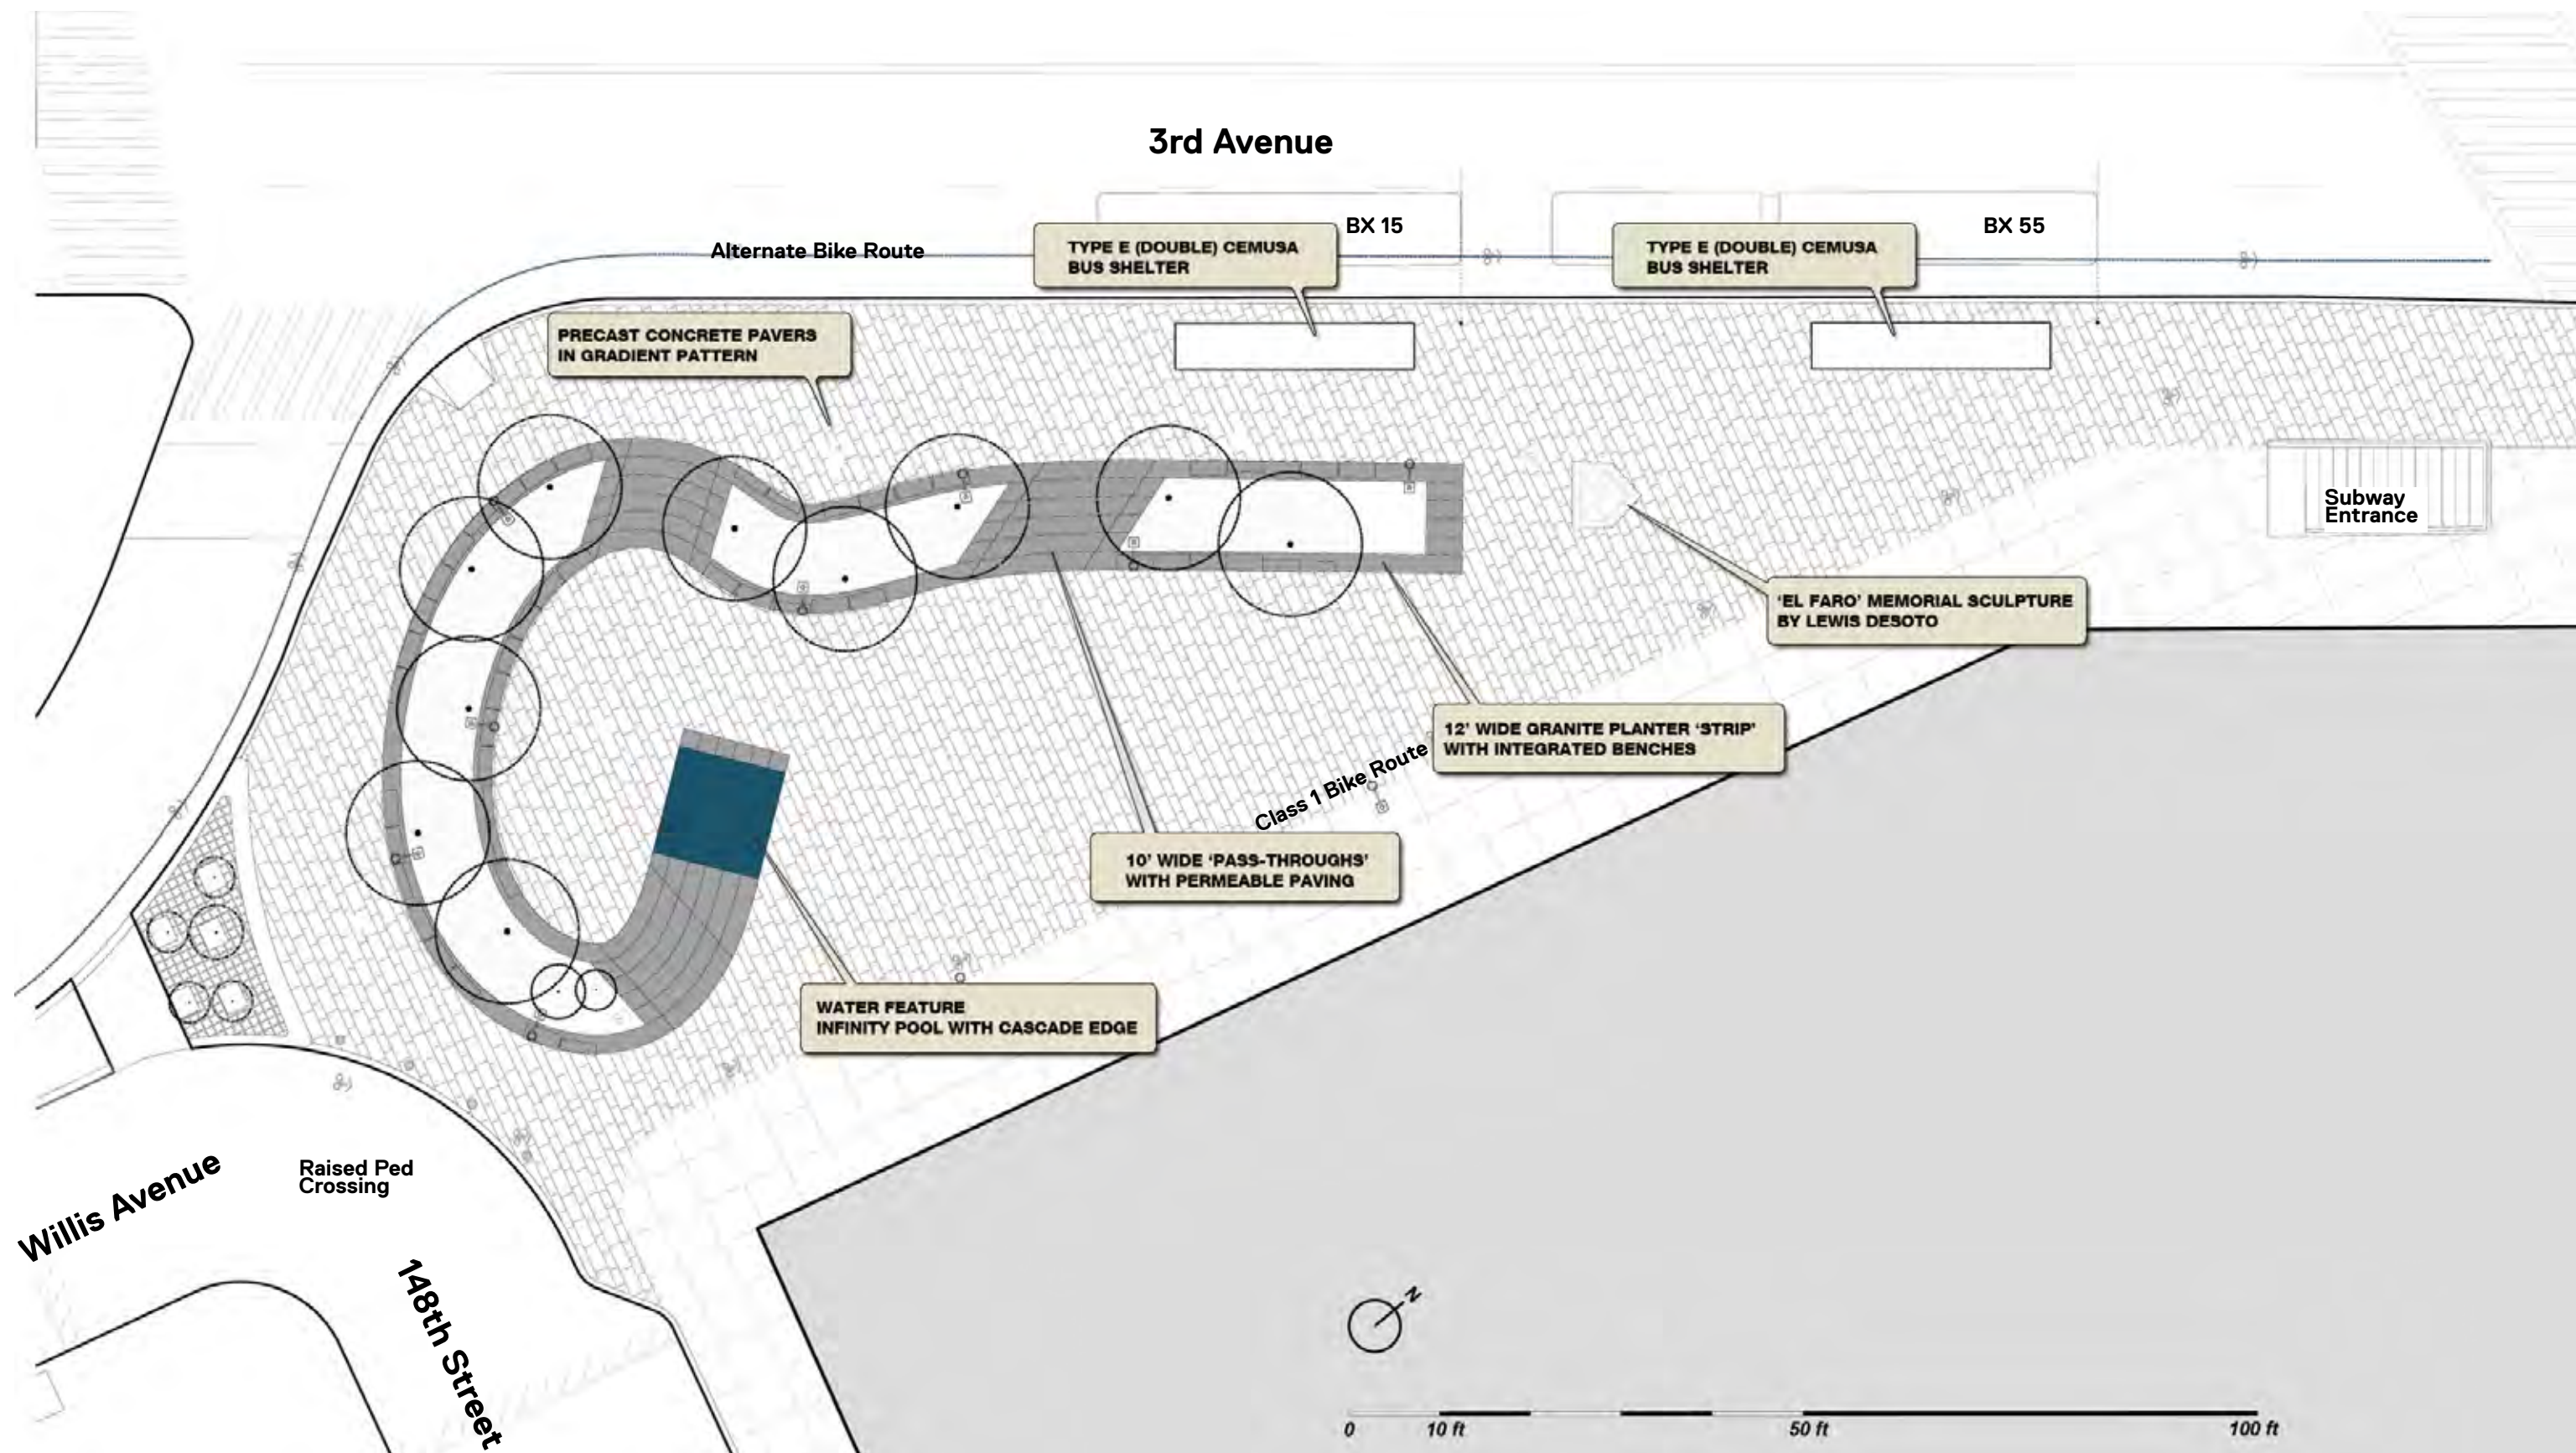 3rd Avenue
BX 15
BX 55
Alternate Bike Route
TYPE E (DOUBLE) CEMUSA
BUS SHELTER
TYPE E (DOUBLE) CEMUSA
BUS SHELTER
PRECAST CONCRETE PAVERS
IN GRADIENT PATTERN
Subway
Entrance
‘EL FARO’ MEMORIAL SCULPTURE
BY LEWIS DESOTO
12’ WIDE GRANITE PLANTER ‘STRIP’
WITH INTEGRATED BENCHES
Class 1 Bike Route
10’ WIDE ‘PASS-THROUGHS’
WITH PERMEABLE PAVING
WATER FEATURE
INFINITY POOL WITH CASCADE EDGE
Willis Avenue
Raised Ped
Crossing
148th Street
N
0 10 ft 50 ft 100 ft